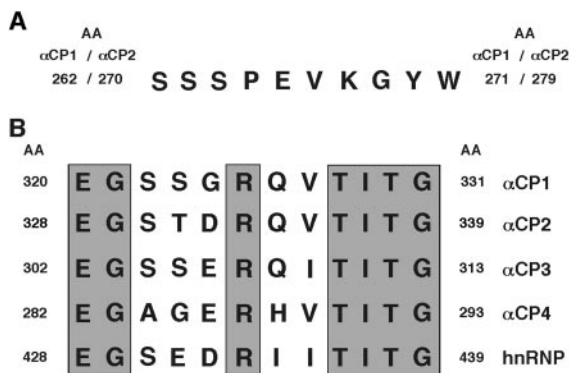 A
AA AA
αCP1 / αCP2 αCP1 / αCP2
262 / 270 S S S P E V K G Y W 271 / 279
B
AA AA
320 E G S S G R Q V T I T G 331 αCP1
328 E G S T D R Q V T I T G 339 αCP2
302 E G S S E R Q I T I T G 313 αCP3
282 E G A G E R H V T I T G 293 αCP4
428 E G S E D R I I T I T G 439 hnRNP